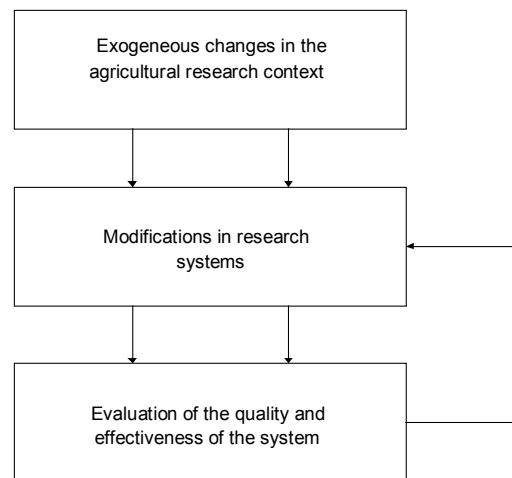 Exogeneous changes in the
agricultural research context
Modifications in research
systems
Evaluation of the quality and
effectiveness of the system